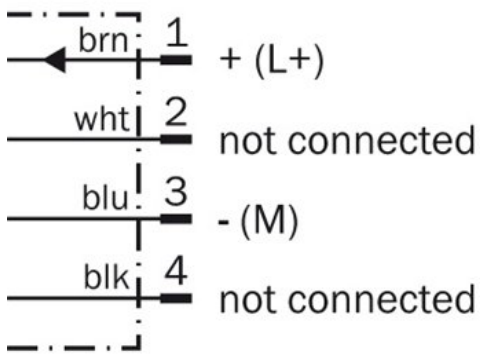 brn 1 + (L+)
wht 2 not connected
blu 3 - (M)
blk 4 not connected